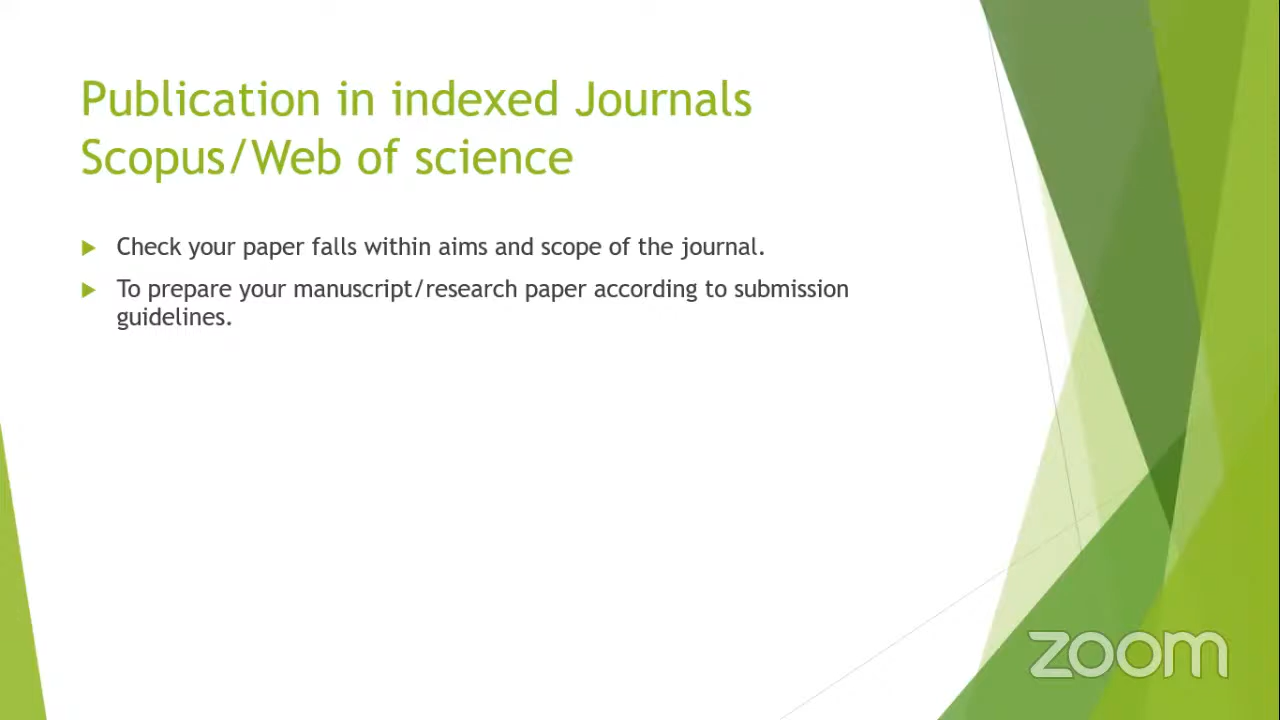 Publication in indexed Journals
Scopus/Web of science
Check your paper falls within aims and scope of the journal.
To prepare your manuscript/research paper according to submission
guidelines.
zoom